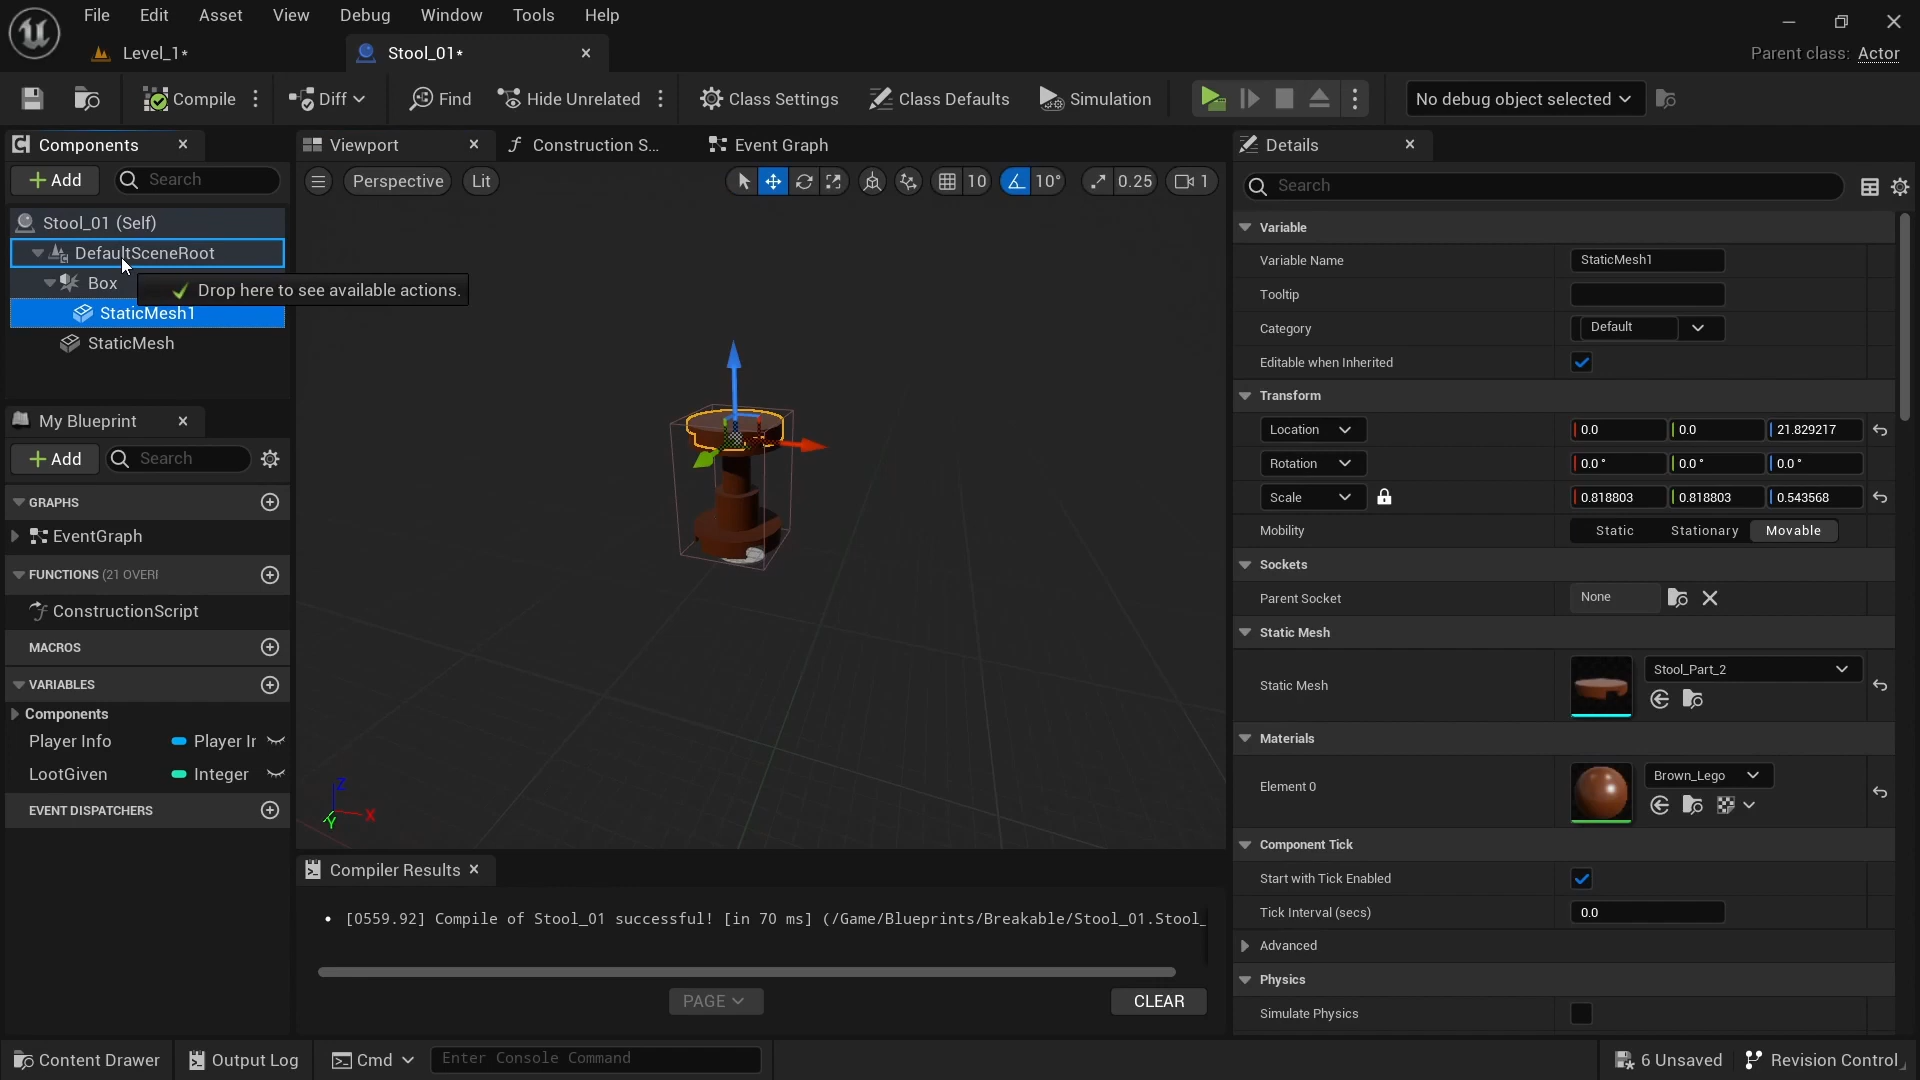 File Edit Asset View Debug Window Tools Help
Level_1*
Stool_01*
Parent class: Actor
Compile
Diff
Find
Hide Unrelated
Class Settings
Class Defaults
Simulation
No debug object selected
Components
Add
Search
Stool_01 (Self)
DefaultSceneRoot
Box
Drop here to see available actions.
StaticMesh1
StaticMesh
My Blueprint
Add
Search
GRAPHS
EventGraph
FUNCTIONS (21 OVERI
ConstructionScript
MACROS
VARIABLES
Components
Player Info Player Ir
LootGiven Integer
EVENT DISPATCHERS
Viewport
Construction S...
Event Graph
Perspective
Lit
10
10°
0.25
1
Z
X
Y
Compiler Results
• [0559.92] Compile of Stool_01 successful! [in 70 ms] (/Game/Blueprints/Breakable/Stool_01.Stool_
PAGE
CLEAR
Details
Search
Variable
Variable Name StaticMesh1
Tooltip
Category Default
Editable when Inherited
Transform
Location 0.0 0.0 21.829217
Rotation 0.0 ° 0.0 ° 0.0 °
Scale 0.818803 0.818803 0.543568
Mobility Static Stationary Movable
Sockets
Parent Socket None
Static Mesh
Static Mesh Stool_Part_2
Materials
Element 0 Brown_Lego
Component Tick
Start with Tick Enabled
Tick Interval (secs) 0.0
Advanced
Physics
Simulate Physics
Content Drawer
Output Log
Cmd
Enter Console Command
6 Unsaved
Revision Control